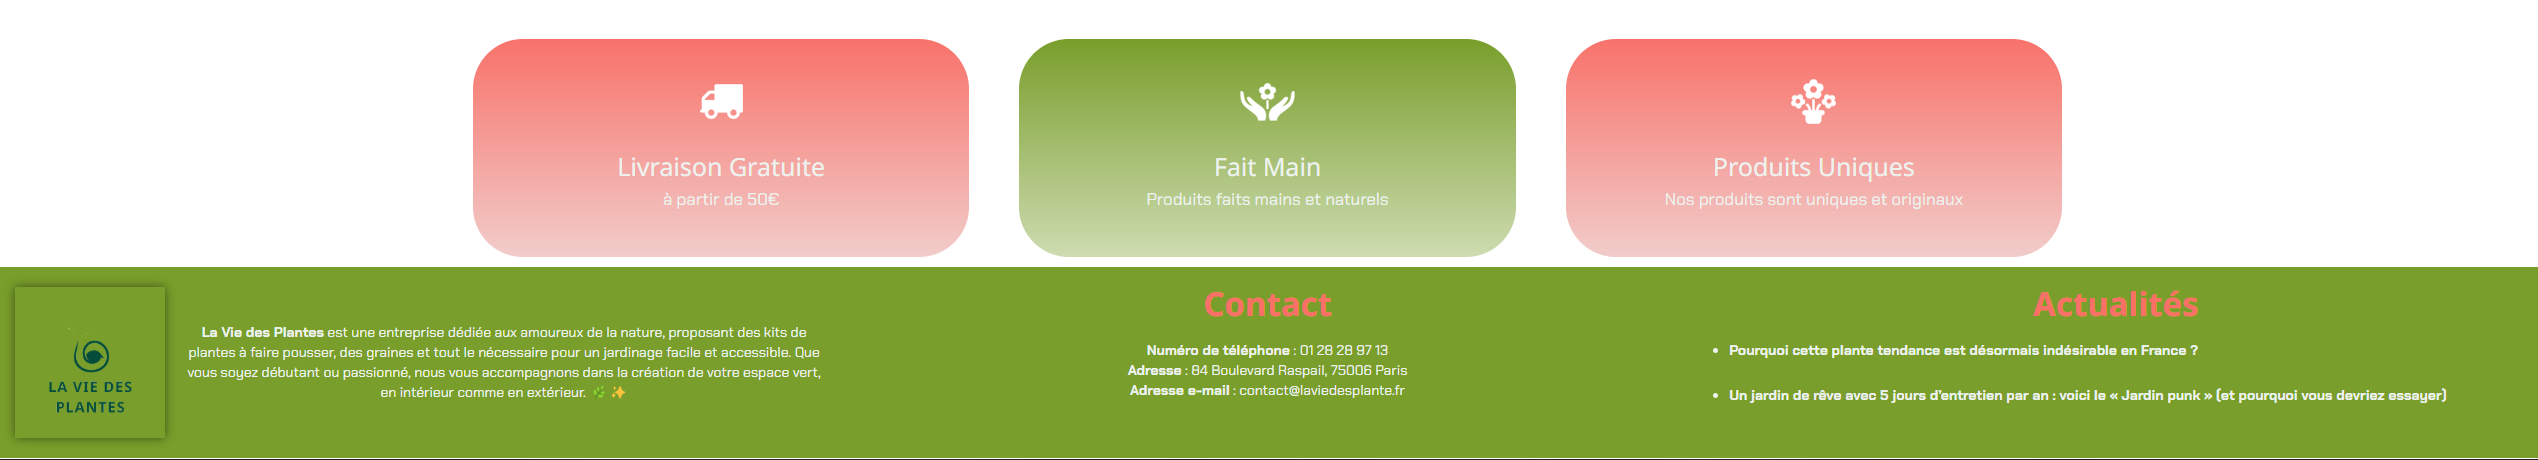 Livraison Gratuite
à partir de 50€
Fait Main
Produits faits mains et naturels
Produits Uniques
Nos produits sont uniques et originaux
LA VIE DES
PLANTES
La Vie des Plantes est une entreprise dédiée aux amoureux de la nature, proposant des kits de
plantes à faire pousser, des graines et tout le nécessaire pour un jardinage facile et accessible. Que
vous soyez débutant ou passionné, nous vous accompagnons dans la création de votre espace vert,
en intérieur comme en extérieur. 🌿 ✨
Contact
Numéro de téléphone : 01 28 28 97 13
Adresse : 84 Boulevard Raspail, 75006 Paris
Adresse e-mail : contact@laviedesplante.fr
Actualités
• Pourquoi cette plante tendance est désormais indésirable en France ?
• Un jardin de rêve avec 5 jours d'entretien par an : voici le « Jardin punk » (et pourquoi vous devriez essayer)